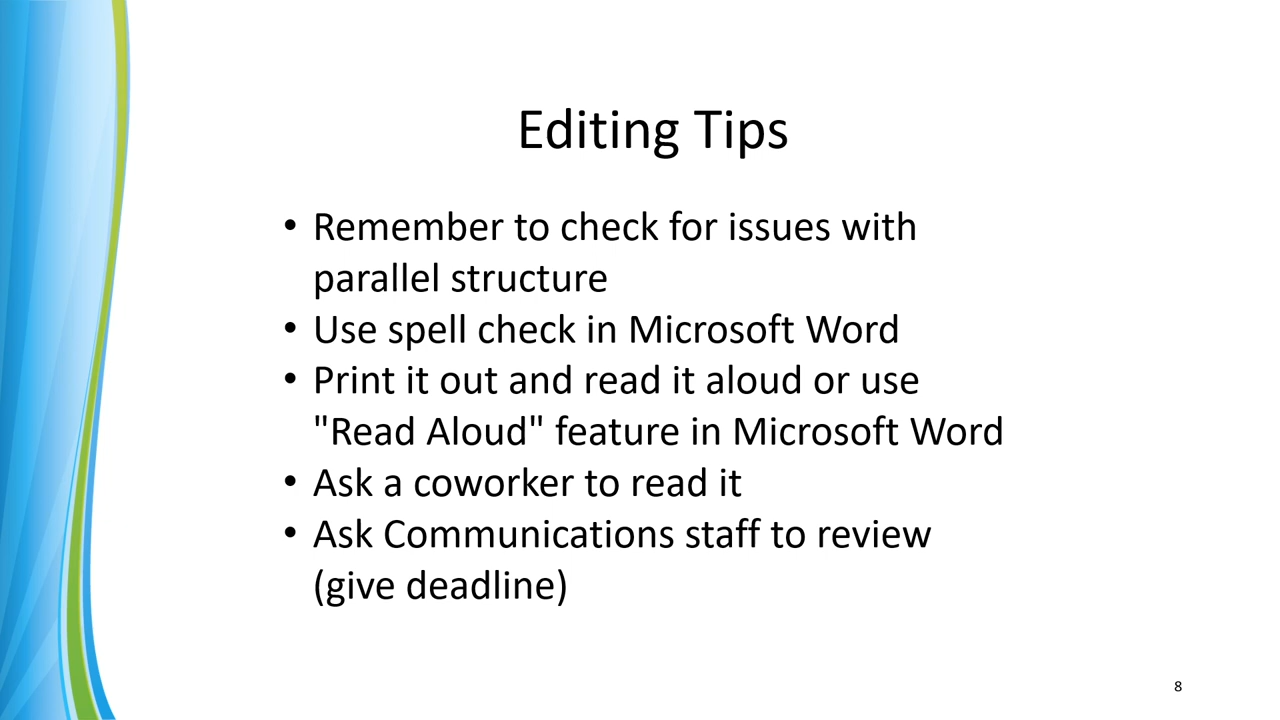 Editing Tips
• Remember to check for issues with
parallel structure
• Use spell check in Microsoft Word
• Print it out and read it aloud or use
"Read Aloud" feature in Microsoft Word
• Ask a coworker to read it
• Ask Communications staff to review
(give deadline)
8